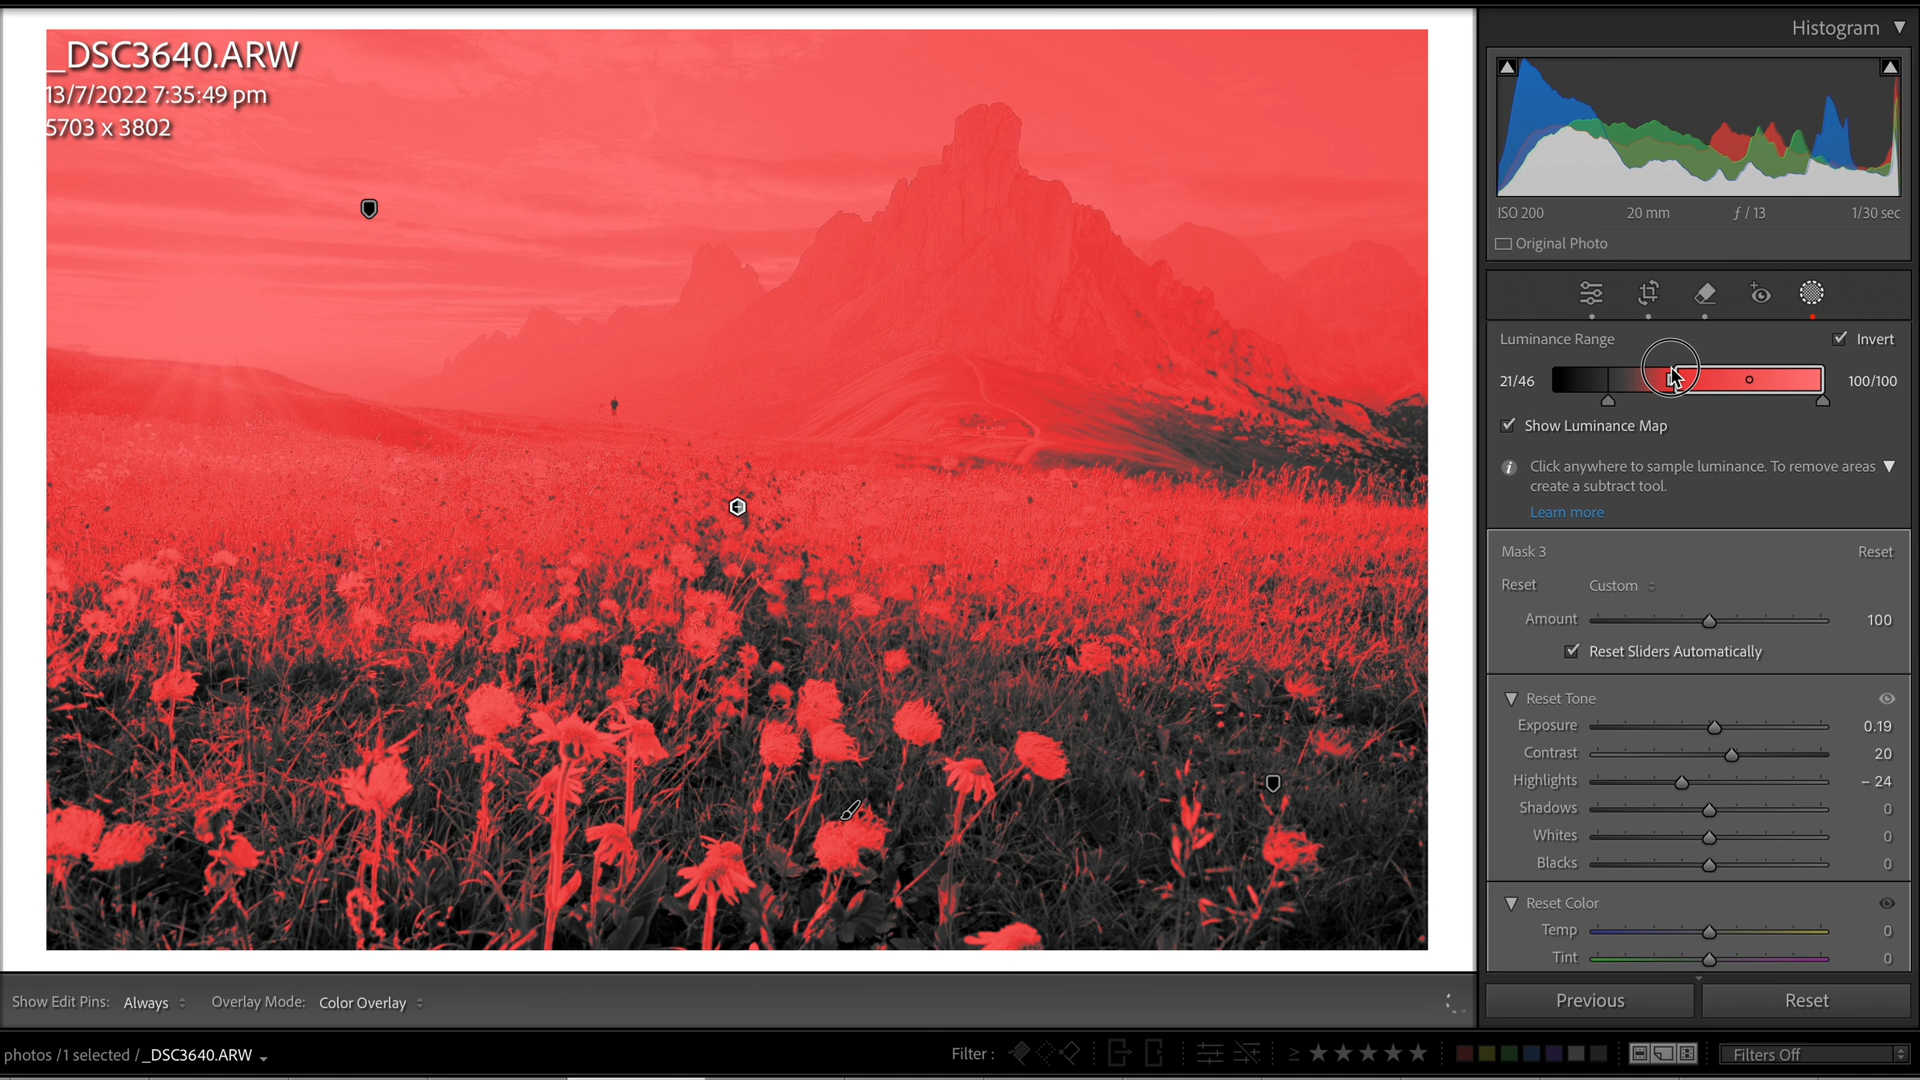 _DSC3640.ARW
13/7/2022 7:35:49 pm
5703 x 3802
Histogram
ISO 200 20 mm ƒ / 13 1/30 sec
Original Photo
Luminance Range Invert
21/46 100/100
Show Luminance Map
Click anywhere to sample luminance. To remove areas
create a subtract tool.
Learn more
Mask 3 Reset
Reset Custom
Amount 100
Reset Sliders Automatically
Reset Tone
Exposure 0.19
Contrast 20
Highlights – 24
Shadows 0
Whites 0
Blacks 0
Reset Color
Temp 0
Tint 0
Show Edit Pins: Always Overlay Mode: Color Overlay
Previous Reset
photos / 1 selected / _DSC3640.ARW
Filter : ≥ ★ ★ ★ ★ ★ Filters Off